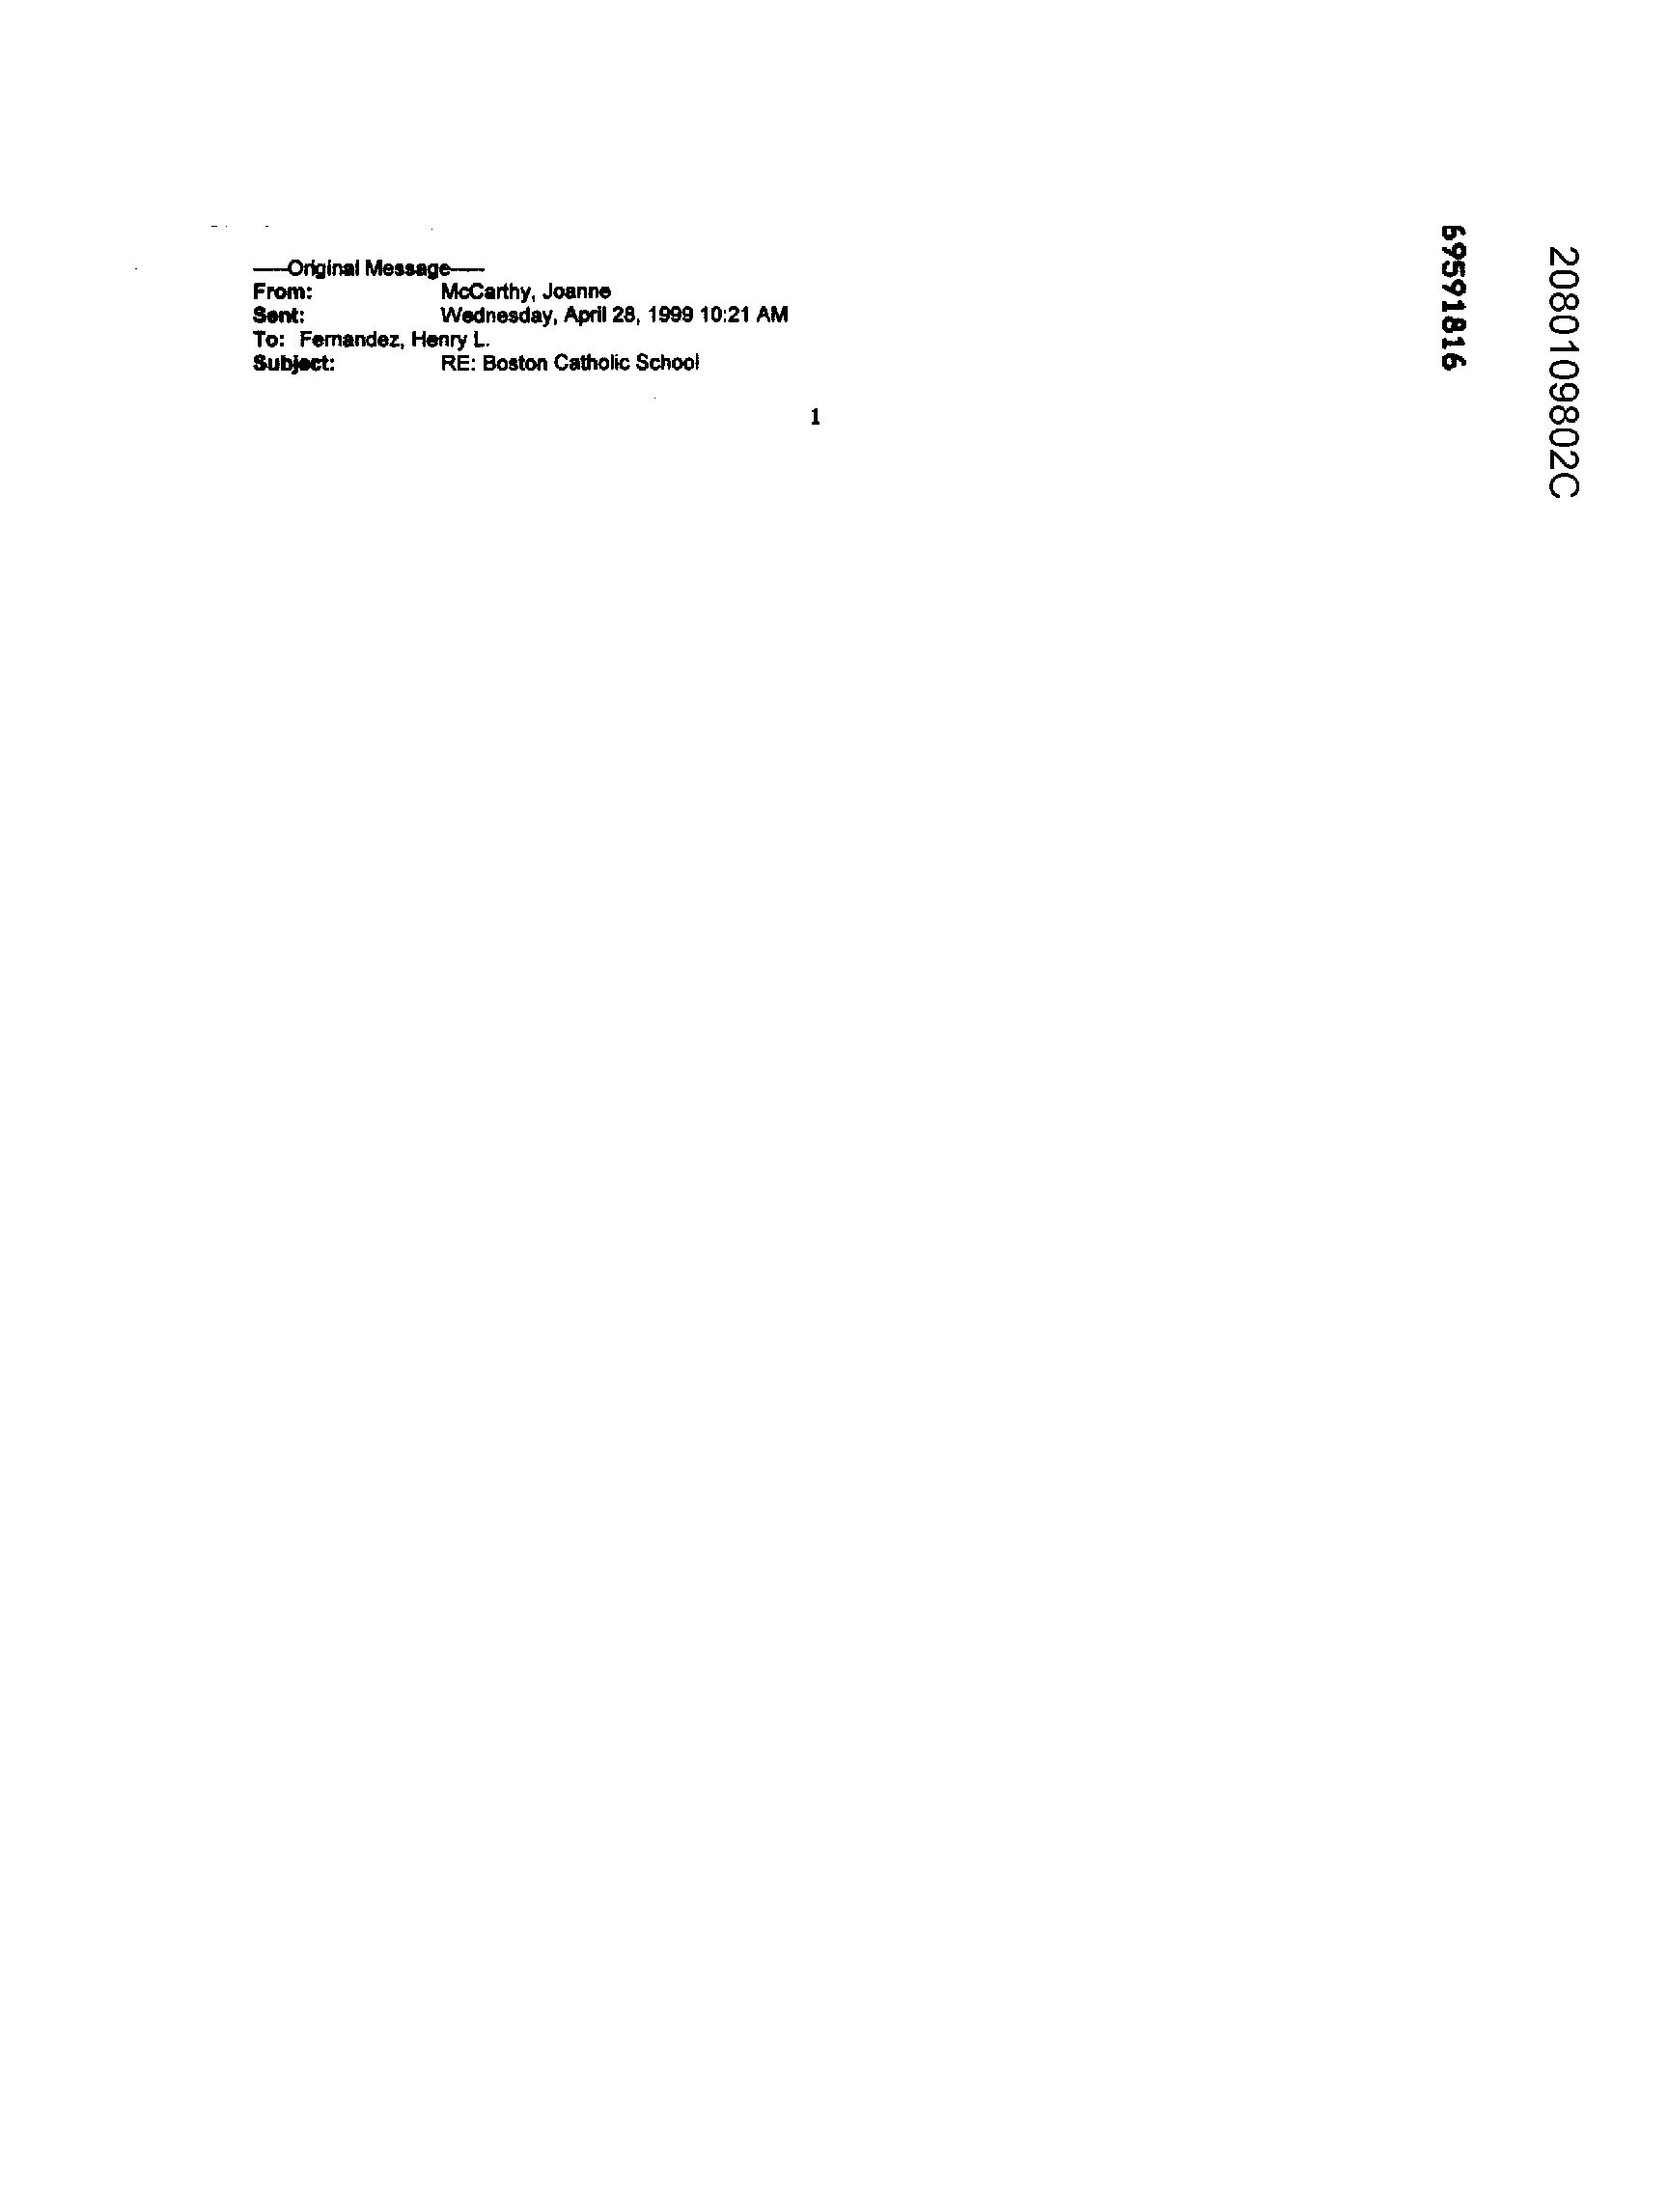 -----Original Message-----
From: McCarthy, Joanne
Sent: Wednesday, April 28, 1999 10:21 AM
To: Fernandez, Henry L.
Subject: RE: Boston Catholic School
1
69591816
2080109802C